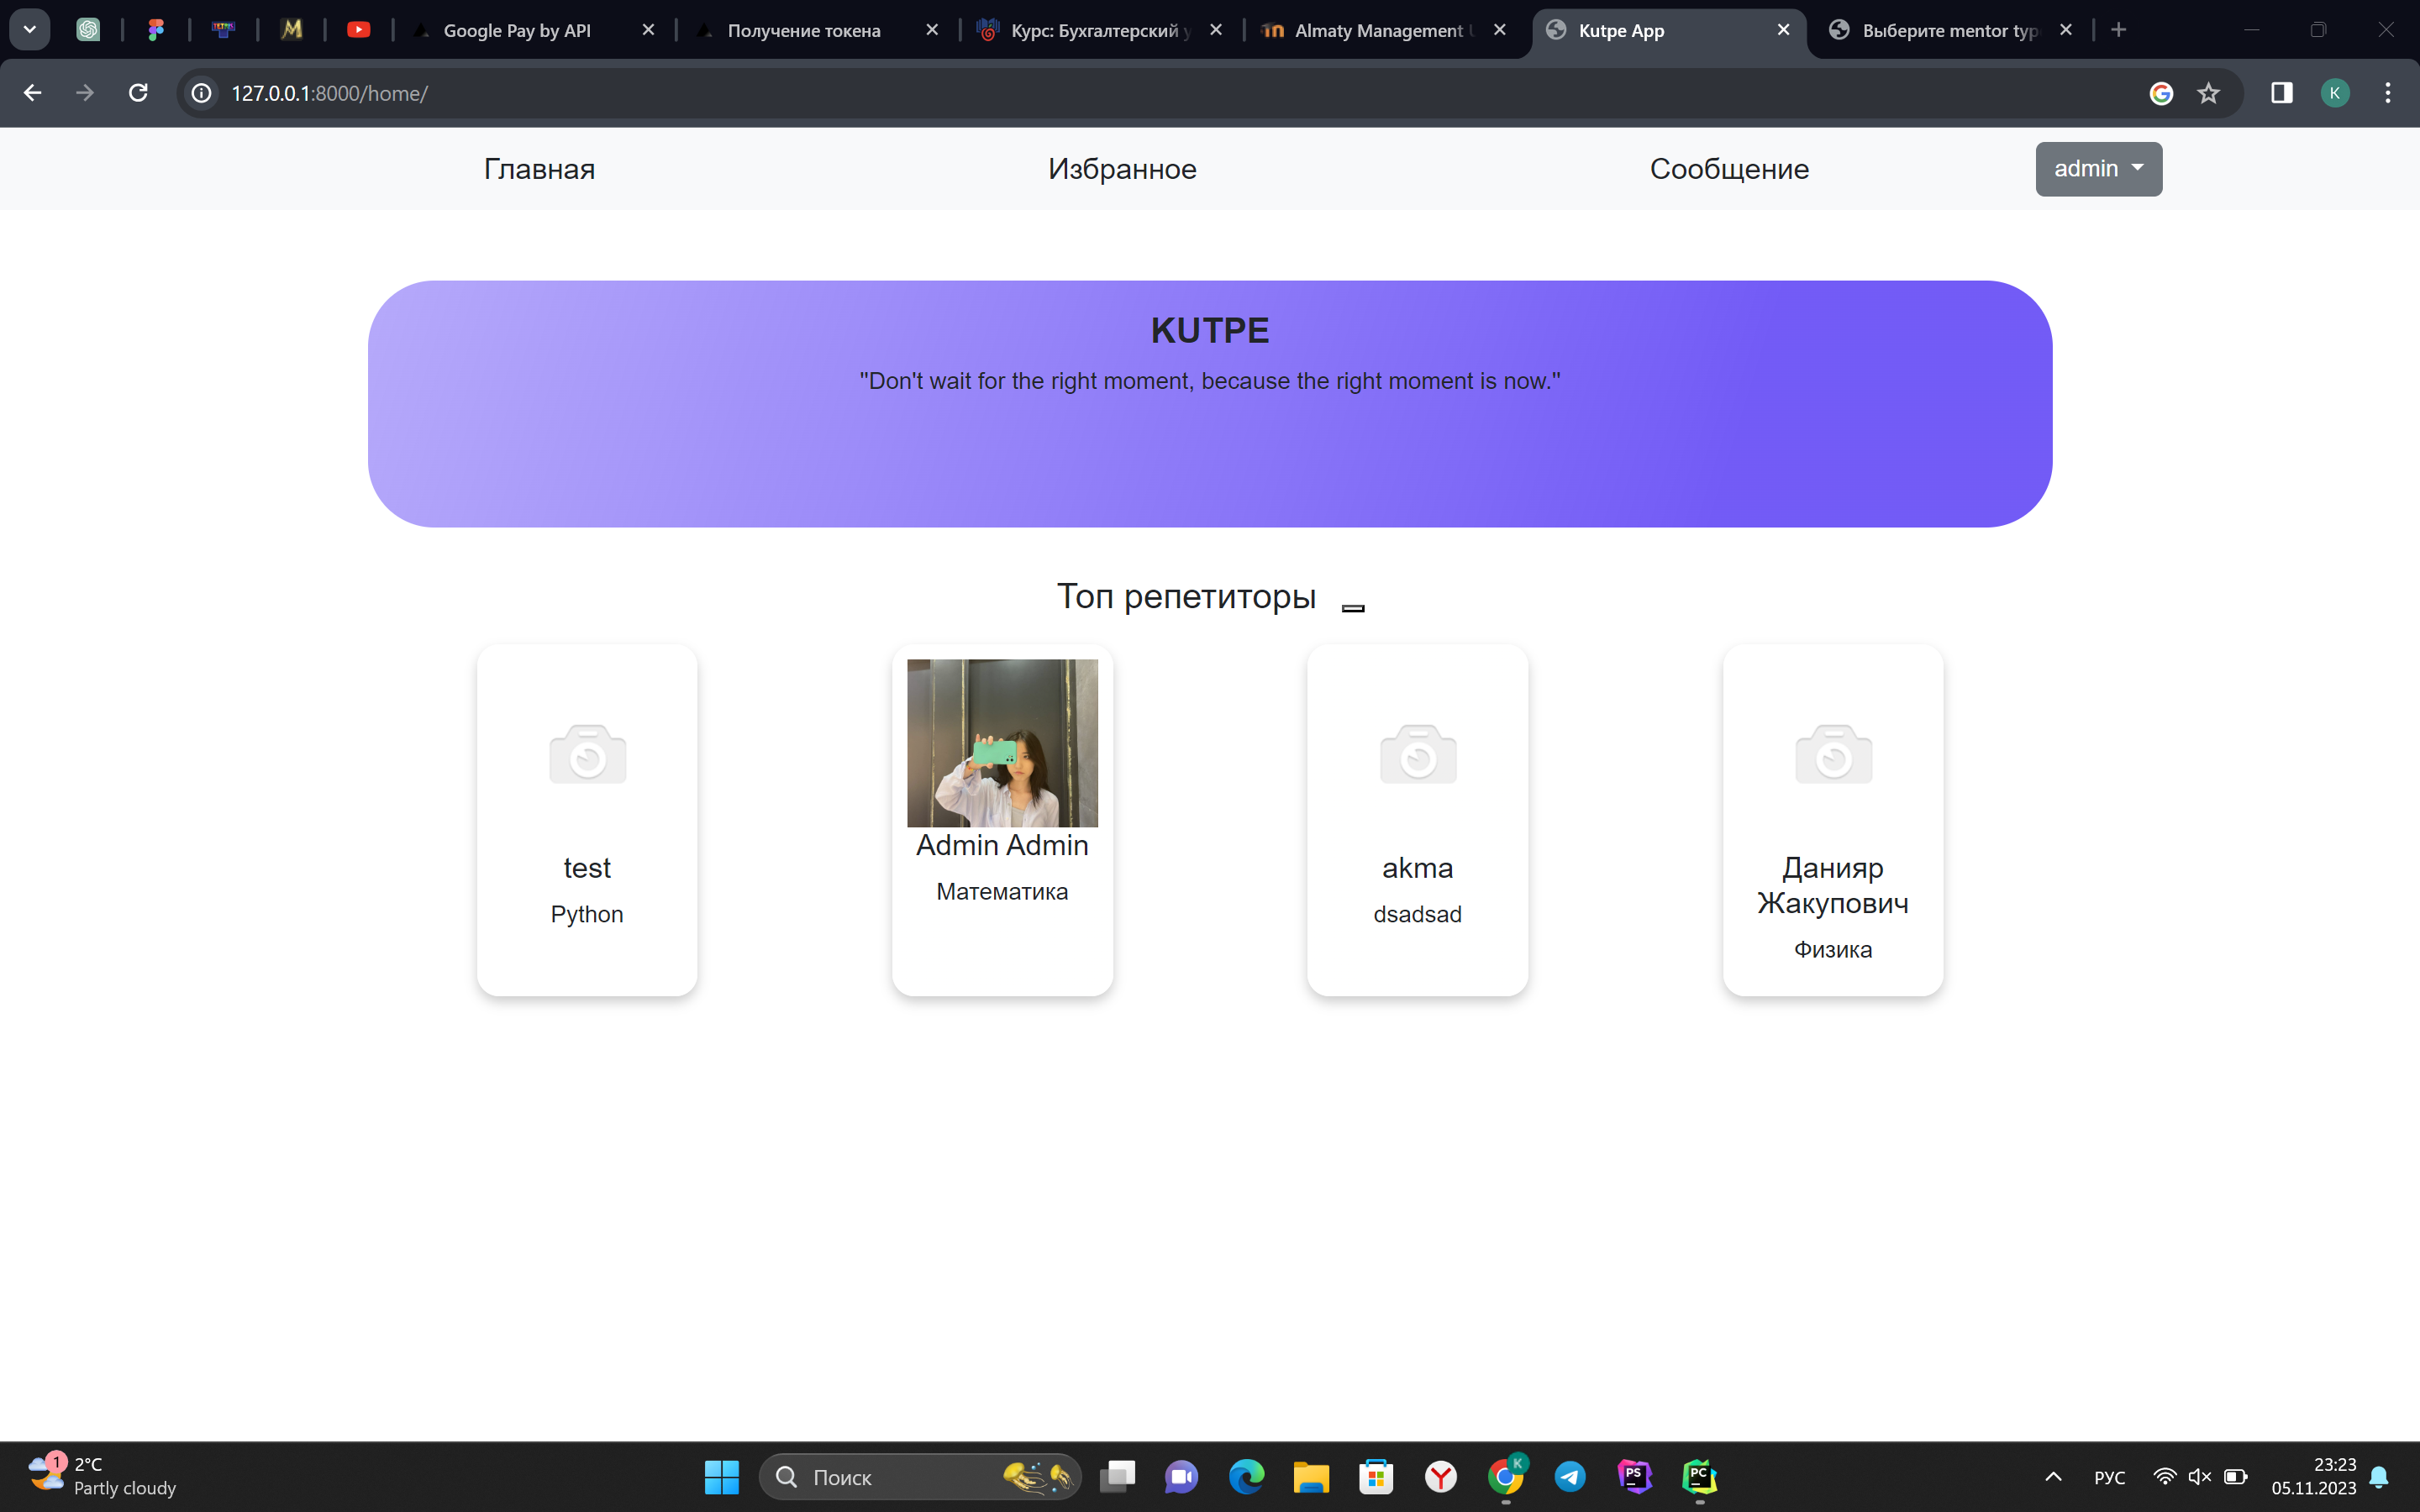 Google Pay by API
Получение токена
Курс: Бухгалтерский у
Almaty Management U
Kutpe App
Выберите mentor typ
127.0.0.1:8000/home/
K
Главная
Избранное
Сообщение
admin
KUTPE
"Don't wait for the right moment, because the right moment is now."
Топ репетиторы
test
Python
Admin Admin
Математика
akma
dsadsad
Данияр
Жакупович
Физика
1
2°C
Partly cloudy
Поиск
K
PS
PC
РУС
23:23
05.11.2023